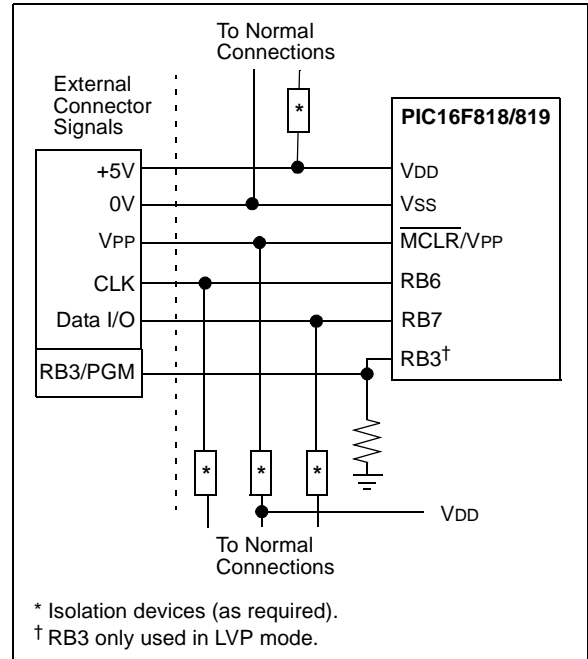 To Normal
Connections
External
Connector
Signals
*
PIC16F818/819
+5V
VDD
0V
VSS
VPP
MCLR/VPP
CLK
RB6
Data I/O
RB7
RB3†
RB3/PGM
*
*
*
VDD
To Normal
Connections
* Isolation devices (as required).
† RB3 only used in LVP mode.